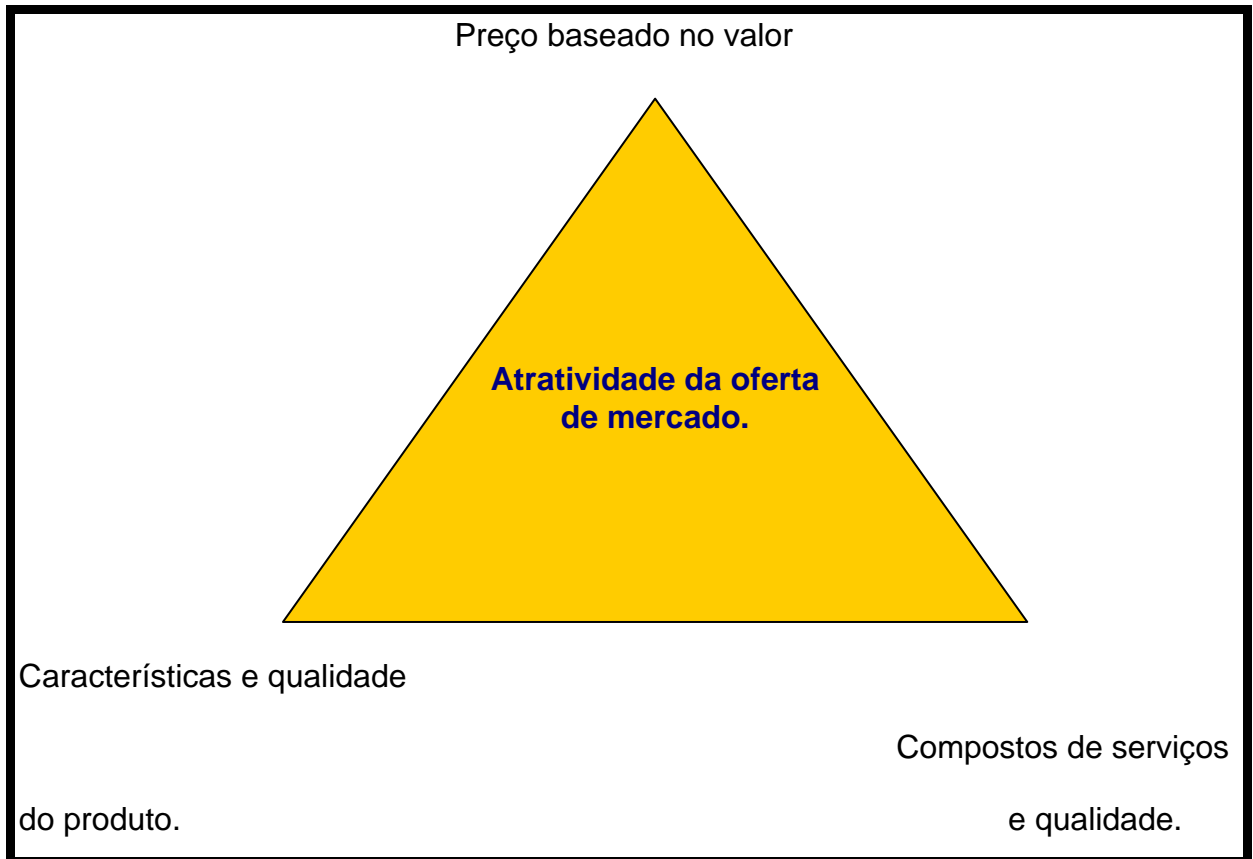 Preço baseado no valor
Atratividade da oferta
de mercado.
Características e qualidade
Compostos de serviços
do produto.
e qualidade.